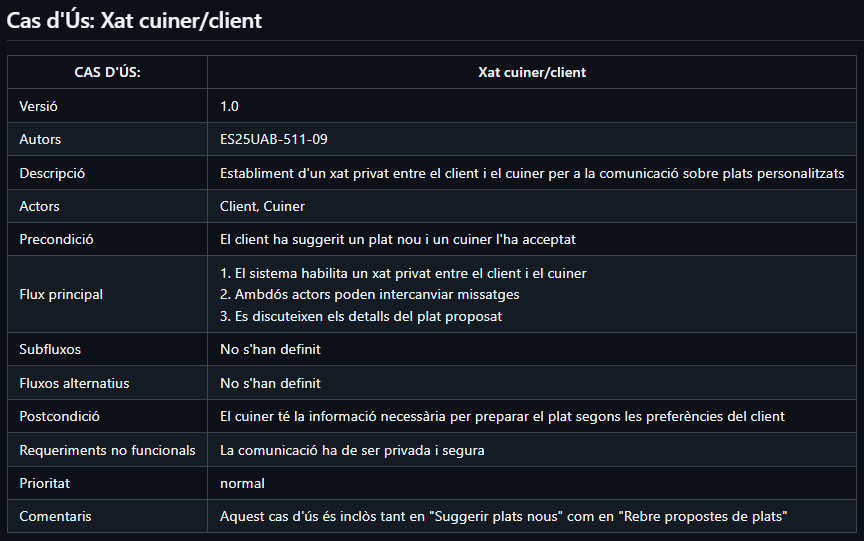 Cas d'Ús: Xat cuiner/client
CAS D'ÚS: Xat cuiner/client
Versió 1.0
Autors ES25UAB-511-09
Descripció Establiment d'un xat privat entre el client i el cuiner per a la comunicació sobre plats personalitzats
Actors Client, Cuiner
Precondició El client ha suggerit un plat nou i un cuiner l'ha acceptat
Flux principal
1. El sistema habilita un xat privat entre el client i el cuiner
2. Ambdós actors poden intercanviar missatges
3. Es discuteixen els detalls del plat proposat
Subfluxos No s'han definit
Fluxos alternatius No s'han definit
Postcondició El cuiner té la informació necessària per preparar el plat segons les preferències del client
Requeriments no funcionals La comunicació ha de ser privada i segura
Prioritat normal
Comentaris Aquest cas d'ús és inclòs tant en "Suggerir plats nous" com en "Rebre propostes de plats"